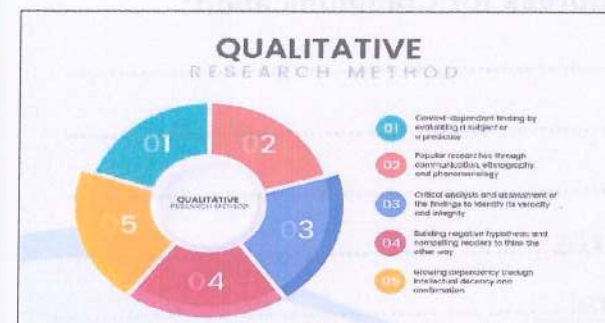 QUALITATIVE
RESEARCH METHOD
01
02
03
04
05
QUALITATIVE
RESEARCH METHOD
01
Context-dependent finding by
evaluating a subject or
a predictor
02
Popular researches through
communication, ethnography,
and phenomenology
03
Critical analysis and assessment of
the findings to identify its veracity
and integrity
04
Building negative hypothesis and
compelling readers to think the
other way
05
Growing dependency through
intellectual decency and
confirmation